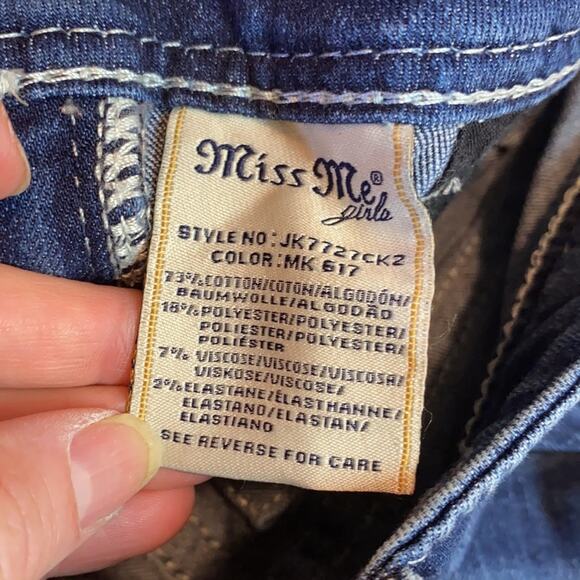 Miss Me®
girls
STYLE NO: JK7727CK2
COLOR: MK 617
73% COTTON/COTON/ALGODÓN/
BAUMWOLLE/ALGODÃO
18% POLYESTER/POLYESTER/
POLIESTER/POLYESTER/
POLIÉSTER
7% VISCOSE/VISCOSE/VISCOSA/
VISKOSE/VISCOSE/
2% ELASTANE/ÉLASTHANNE/
ELASTANO/ELASTAN/
ELASTIANO
SEE REVERSE FOR CARE